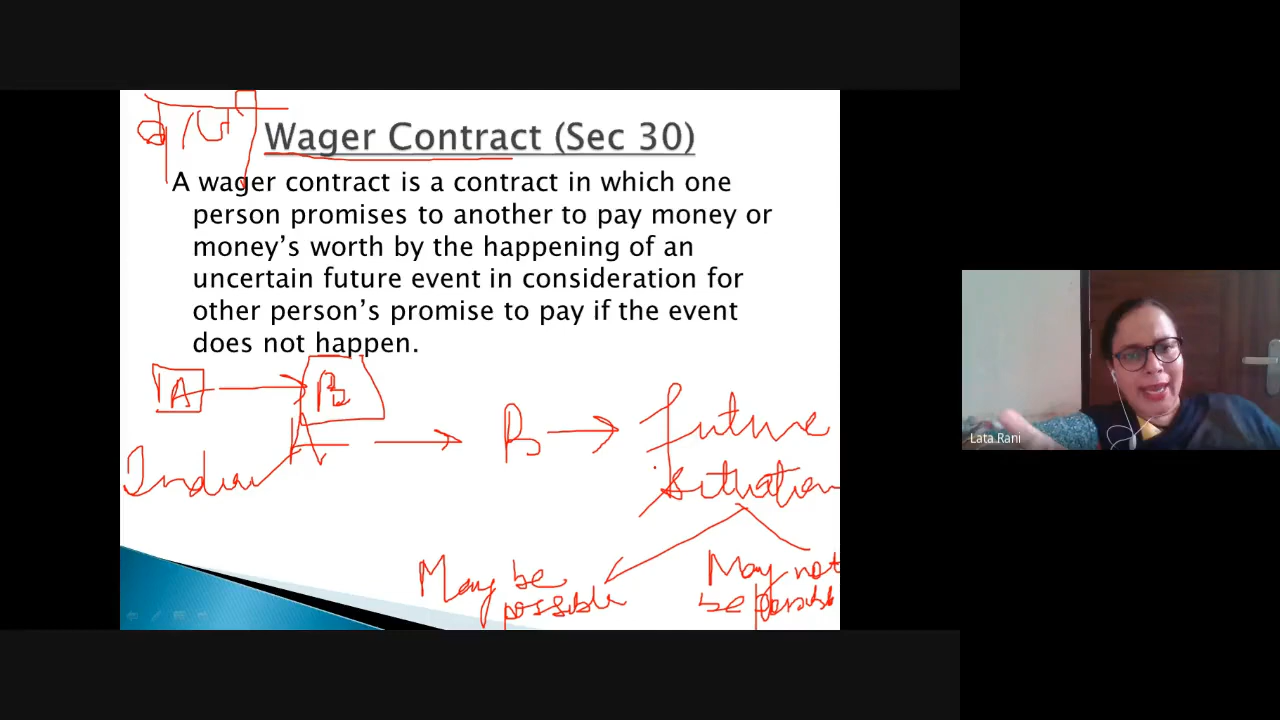 Wager Contract (Sec 30)
A wager contract is a contract in which one
person promises to another to pay money or
money's worth by the happening of an
uncertain future event in consideration for
other person's promise to pay if the event
does not happen.
A B
A B future
India situation
May be May not
possible be possible
Lata Rani